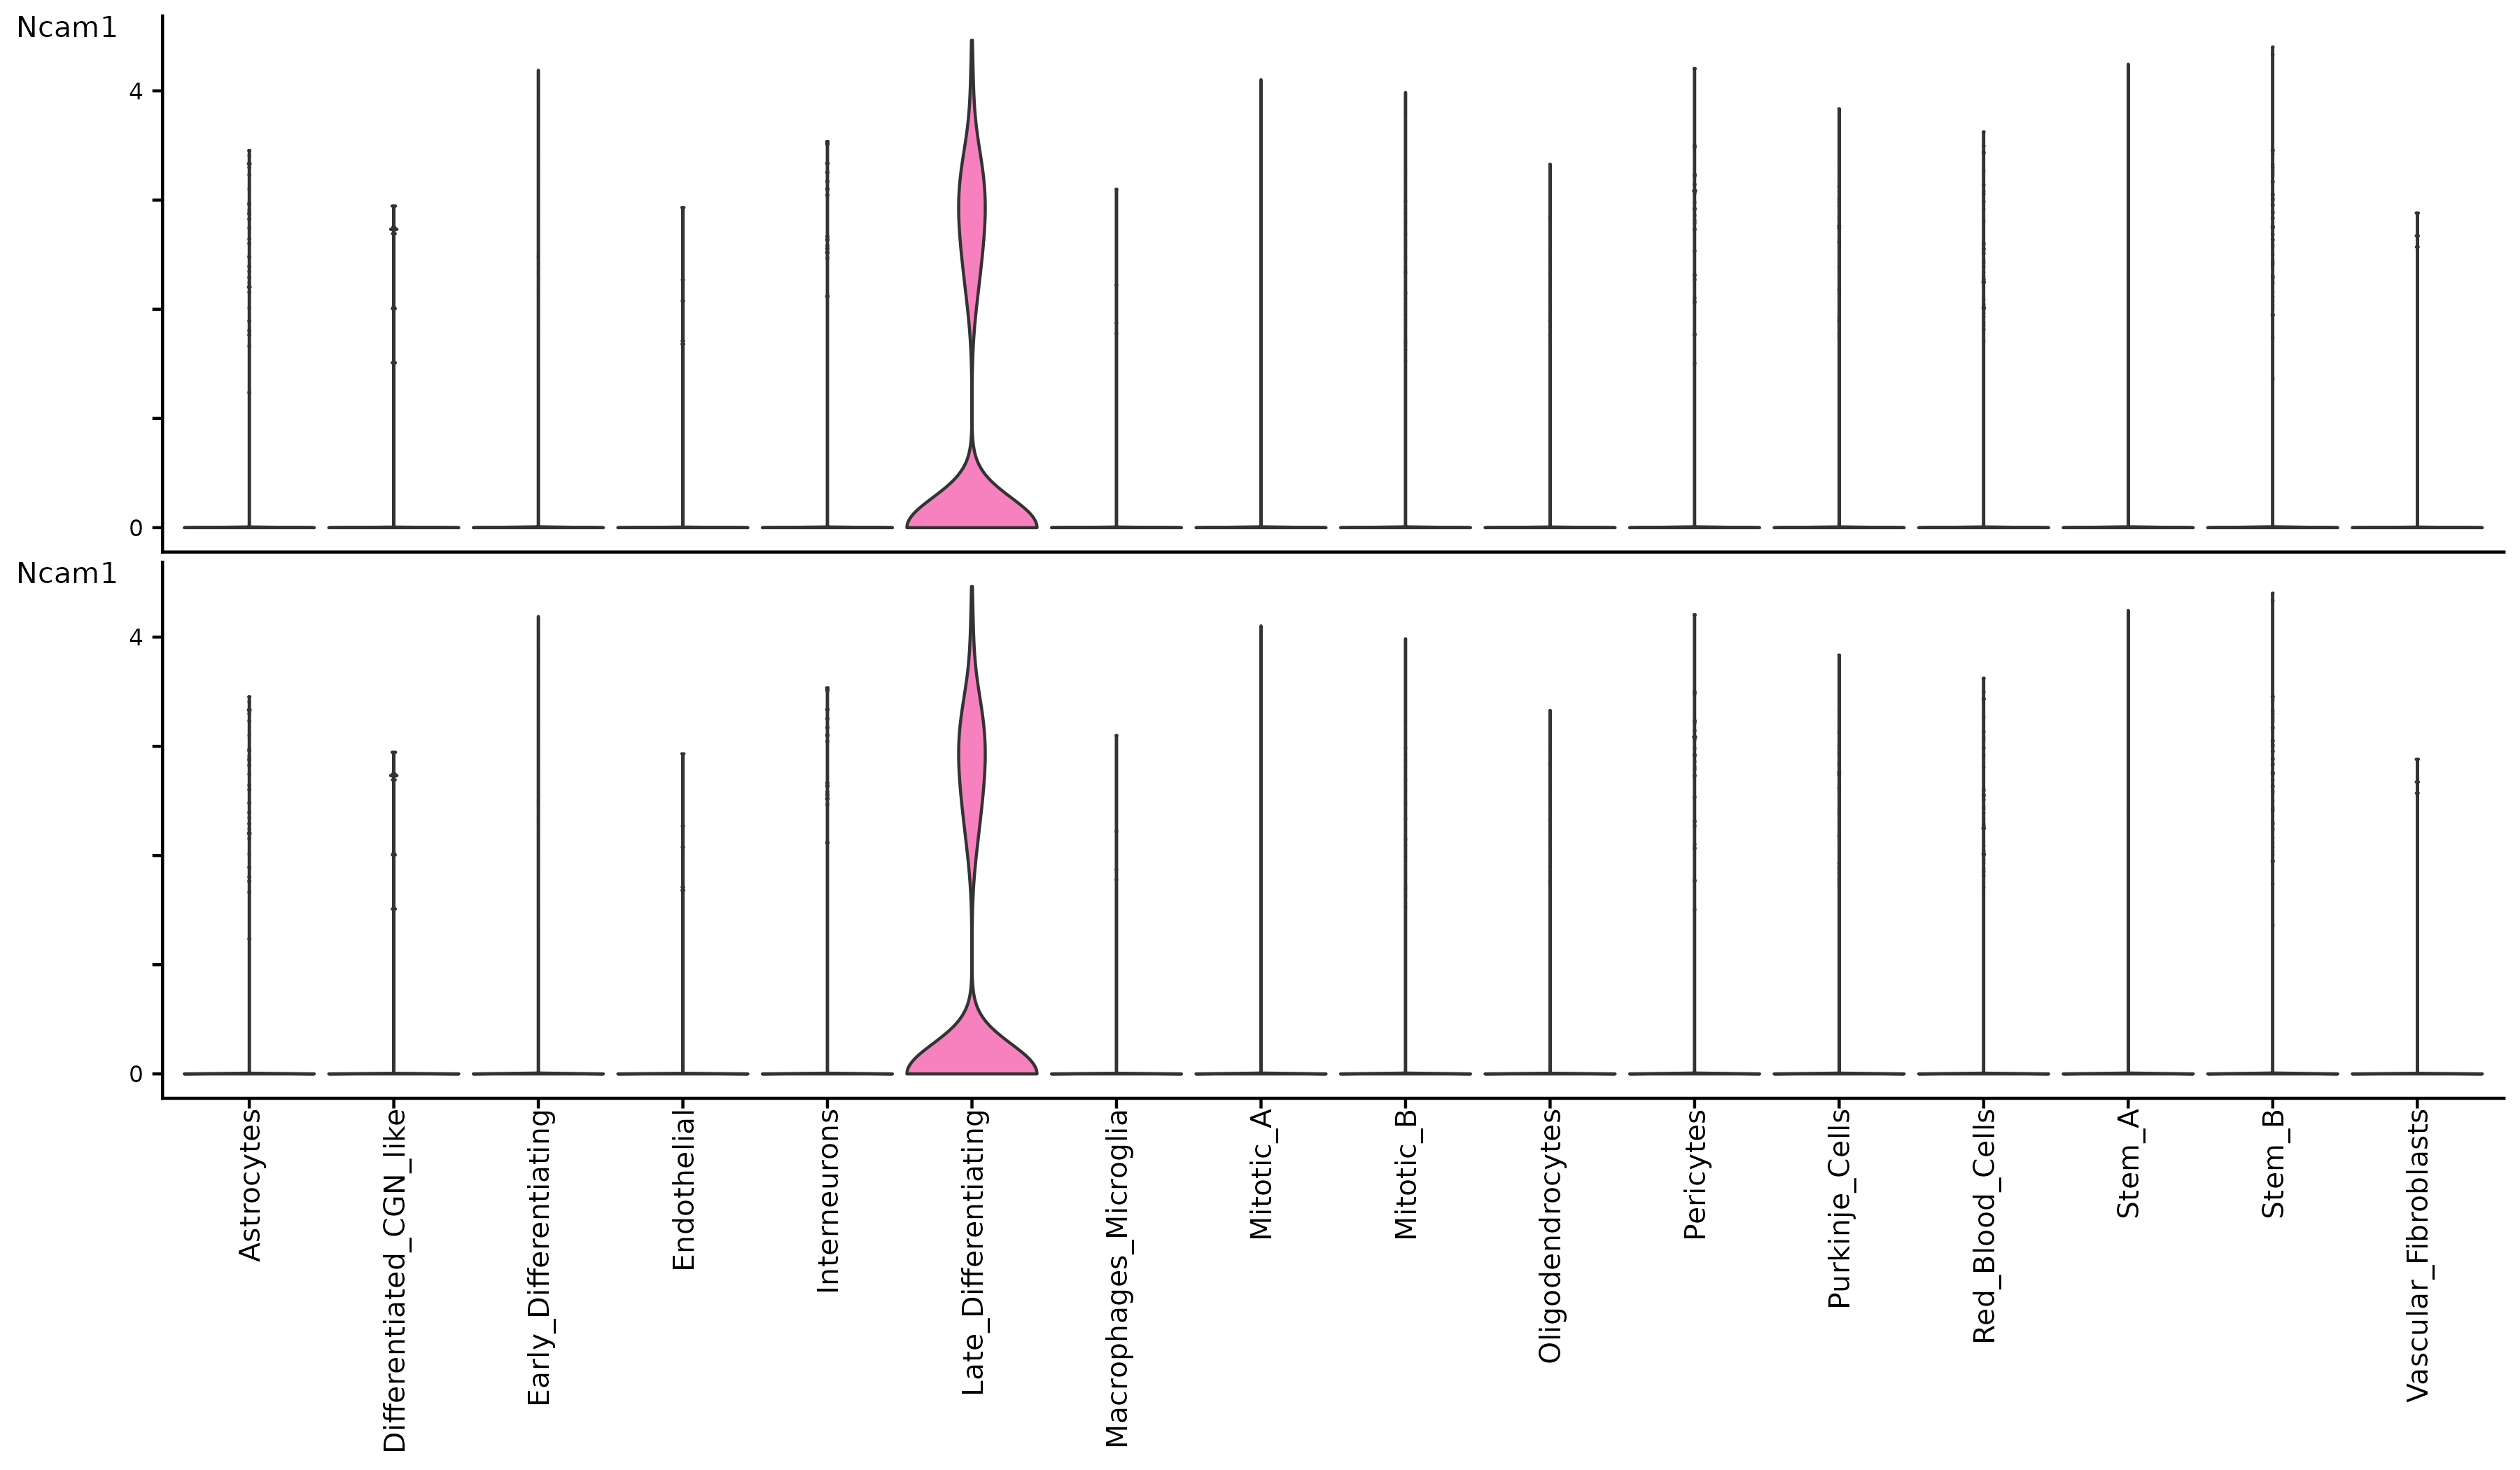 Ncam1
4
0
Ncam1
4
0
Astrocytes
Differentiated_CGN_like
Early_Differentiating
Endothelial
Interneurons
Late_Differentiating
Macrophages_Microglia
Mitotic_A
Mitotic_B
Oligodendrocytes
Pericytes
Purkinje_Cells
Red_Blood_Cells
Stem_A
Stem_B
Vascular_Fibroblasts